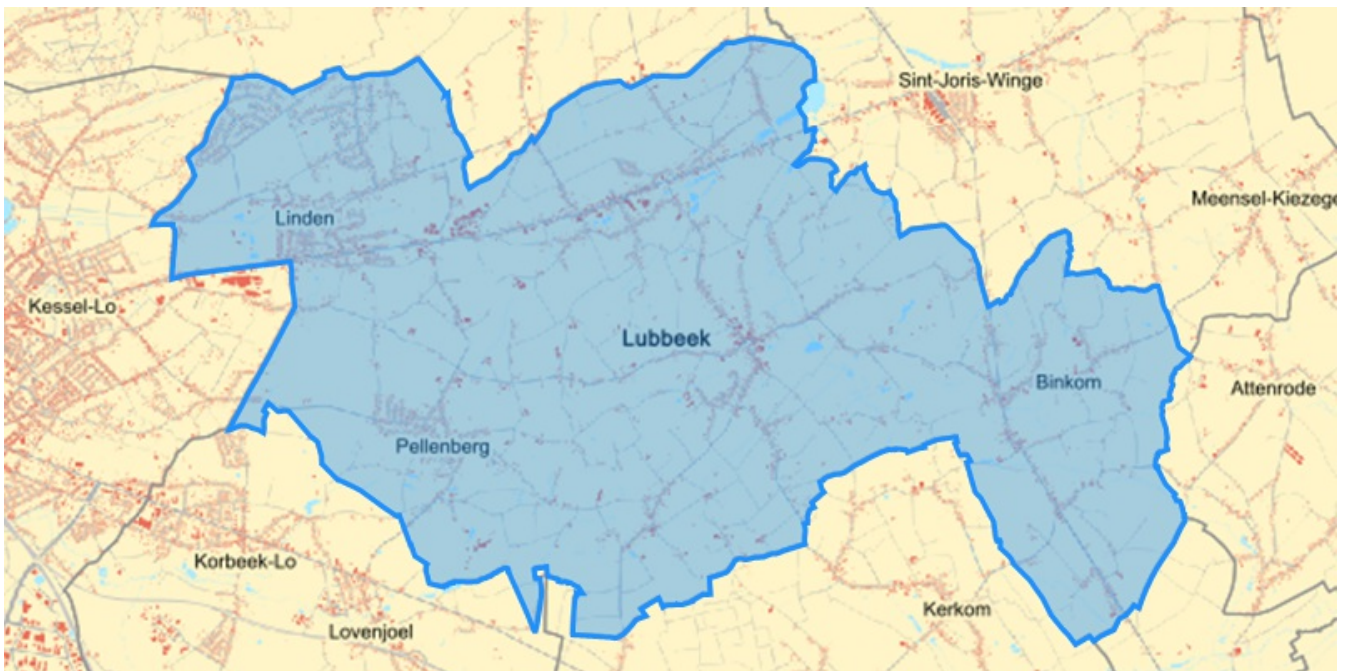 Sint-Joris-Winge
Meensel-Kiezege
Linden
Kessel-Lo
Lubbeek
Binkom
Attenrode
Pellenberg
Korbeek-Lo
Kerkom
Lovenjoel